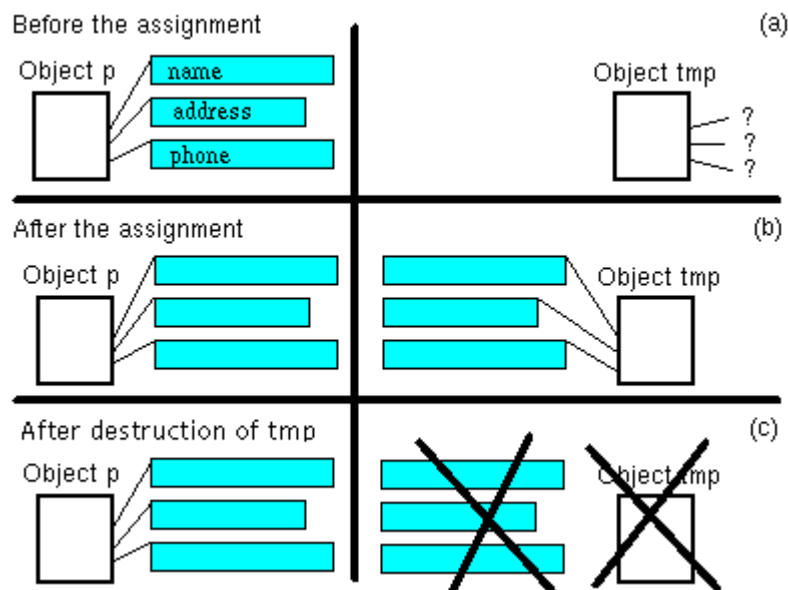 Before the assignment
(a)
Object p
name
address
phone
Object tmp
?
?
?
After the assignment
(b)
Object p
Object tmp
After destruction of tmp
(c)
Object p
Object tmp